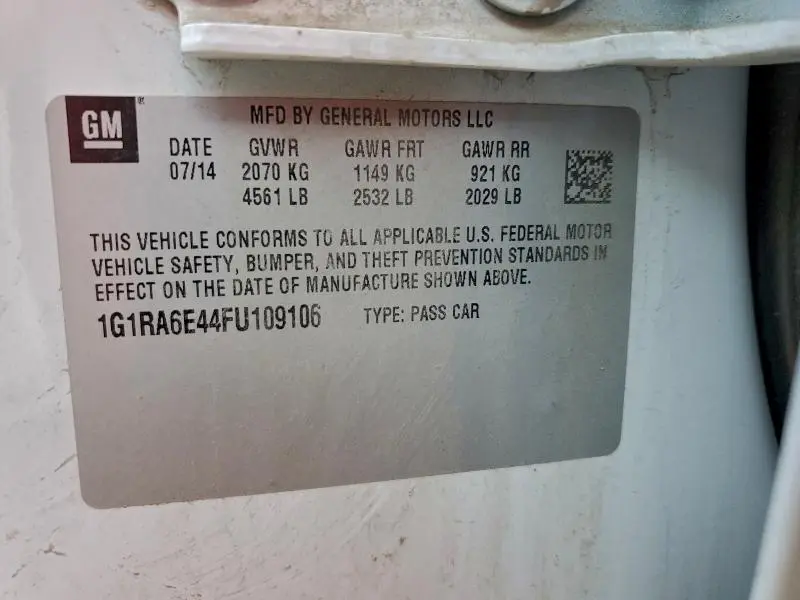 GM
MFD BY GENERAL MOTORS LLC
DATE GVWR GAWR FRT GAWR RR
07/14 2070 KG 1149 KG 921 KG
4561 LB 2532 LB 2029 LB
THIS VEHICLE CONFORMS TO ALL APPLICABLE U.S. FEDERAL MOTOR
VEHICLE SAFETY, BUMPER, AND THEFT PREVENTION STANDARDS IN
EFFECT ON THE DATE OF MANUFACTURE SHOWN ABOVE.
1G1RA6E44FU109106 TYPE: PASS CAR